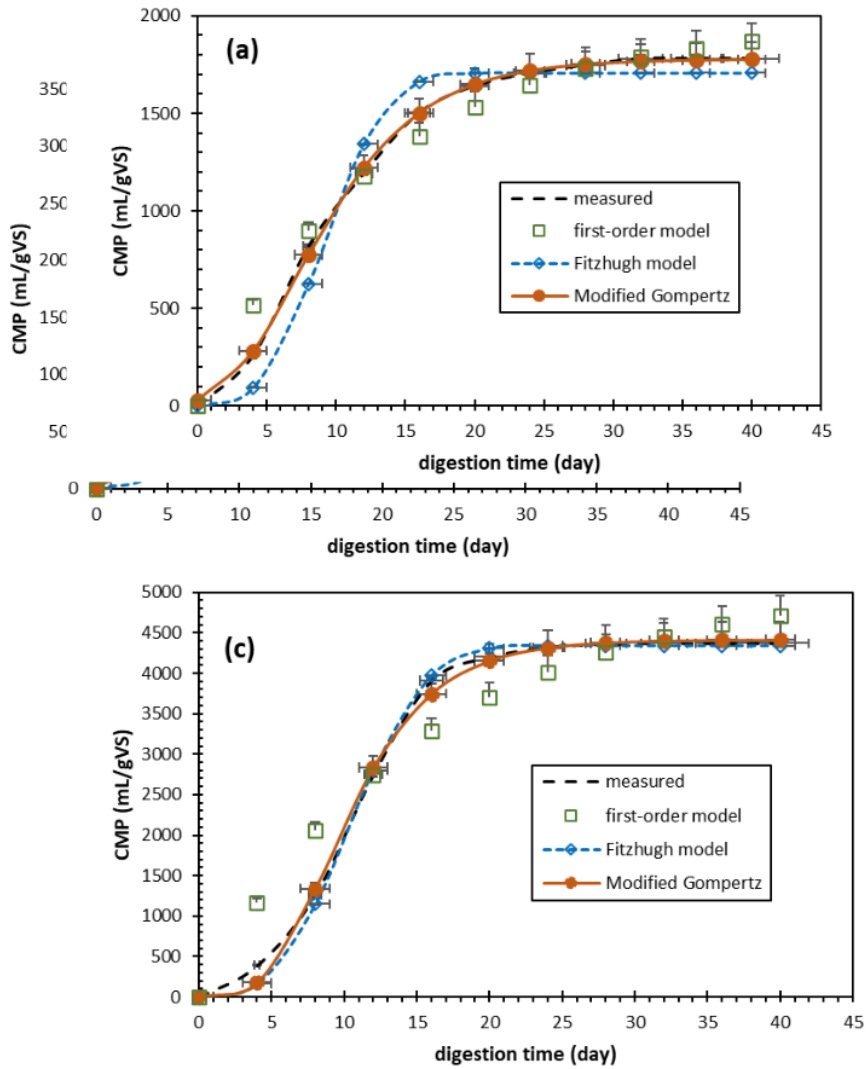 (a)
2000
1500
1000
500
0
CMP (mL/gVS)
measured
first-order model
Fitzhugh model
Modified Gompertz
0 5 10 15 20 25 30 35 40 45
digestion time (day)
350
300
250
200
150
100
50
0
CMP (mL/gVS)
0 5 10 15 20 25 30 35 40 45
digestion time (day)
(c)
5000
4500
4000
3500
3000
2500
2000
1500
1000
500
0
CMP (mL/gVS)
measured
first-order model
Fitzhugh model
Modified Gompertz
0 5 10 15 20 25 30 35 40 45
digestion time (day)